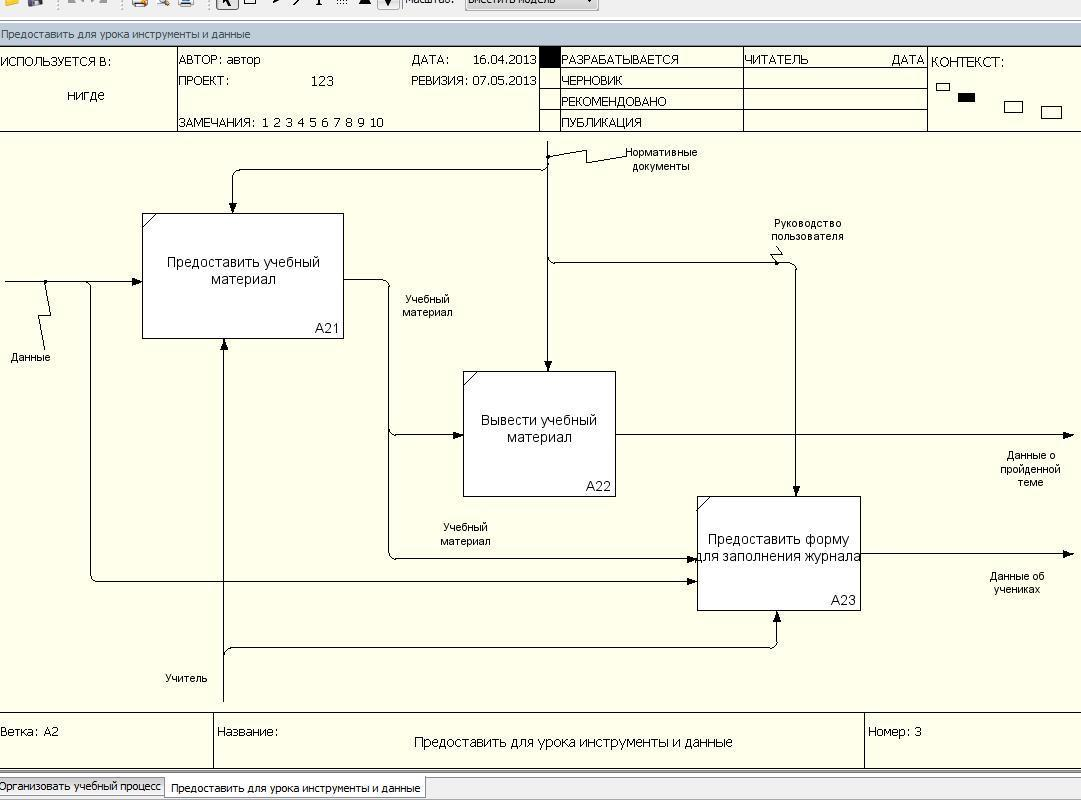 Масштаб: Вместить модель
Предоставить для урока инструменты и данные
ИСПОЛЬЗУЕТСЯ В:
нигде
АВТОР: автор
ДАТА: 16.04.2013
ПРОЕКТ: 123
РЕВИЗИЯ: 07.05.2013
ЗАМЕЧАНИЯ: 1 2 3 4 5 6 7 8 9 10
РАЗРАБАТЫВАЕТСЯ
ЧЕРНОВИК
РЕКОМЕНДОВАНО
ПУБЛИКАЦИЯ
ЧИТАТЕЛЬ ДАТА
КОНТЕКСТ:
Нормативные
документы
Руководство
пользователя
Предоставить учебный
материал
A21
Учебный
материал
Данные
Вывести учебный
материал
A22
Данные о
пройденной
теме
Учебный
материал
Предоставить форму
для заполнения журнала
A23
Данные об
учениках
Учитель
Ветка: A2
Название:
Предоставить для урока инструменты и данные
Номер: 3
Организовать учебный процесс
Предоставить для урока инструменты и данные